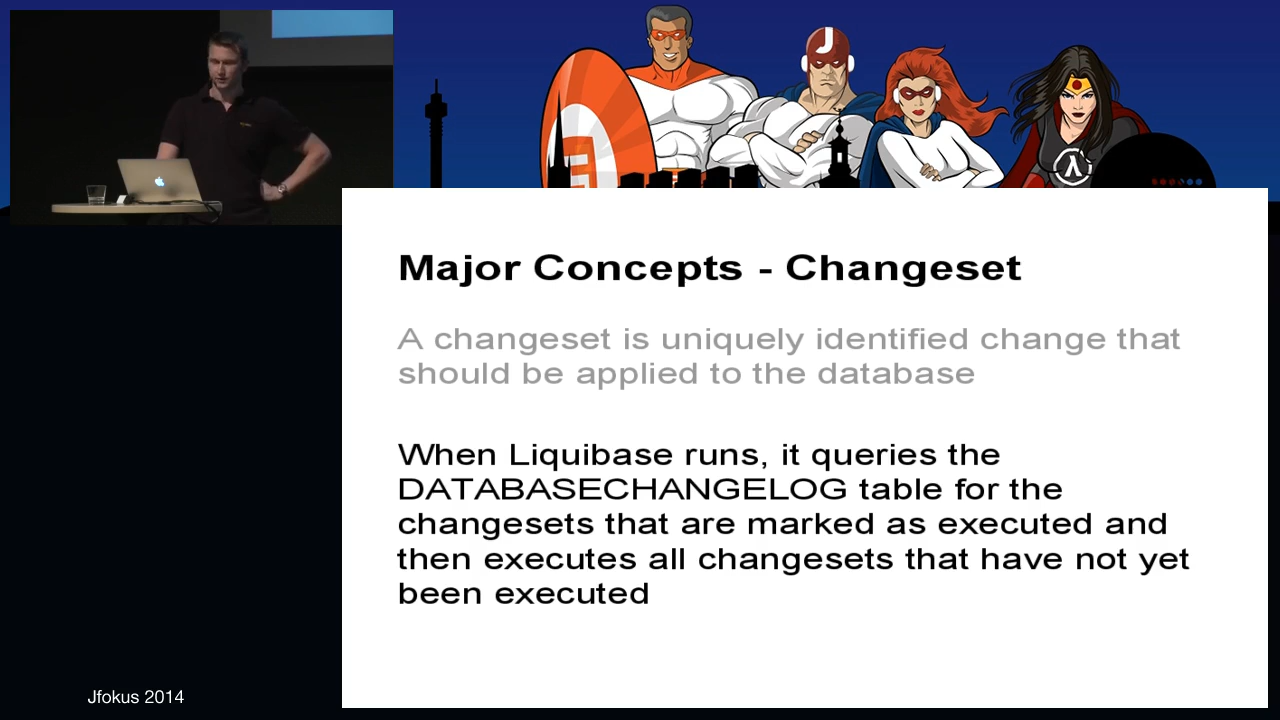 Major Concepts - Changeset
A changeset is uniquely identified change that
should be applied to the database
When Liquibase runs, it queries the
DATABASECHANGELOG table for the
changesets that are marked as executed and
then executes all changesets that have not yet
been executed
Jfokus 2014